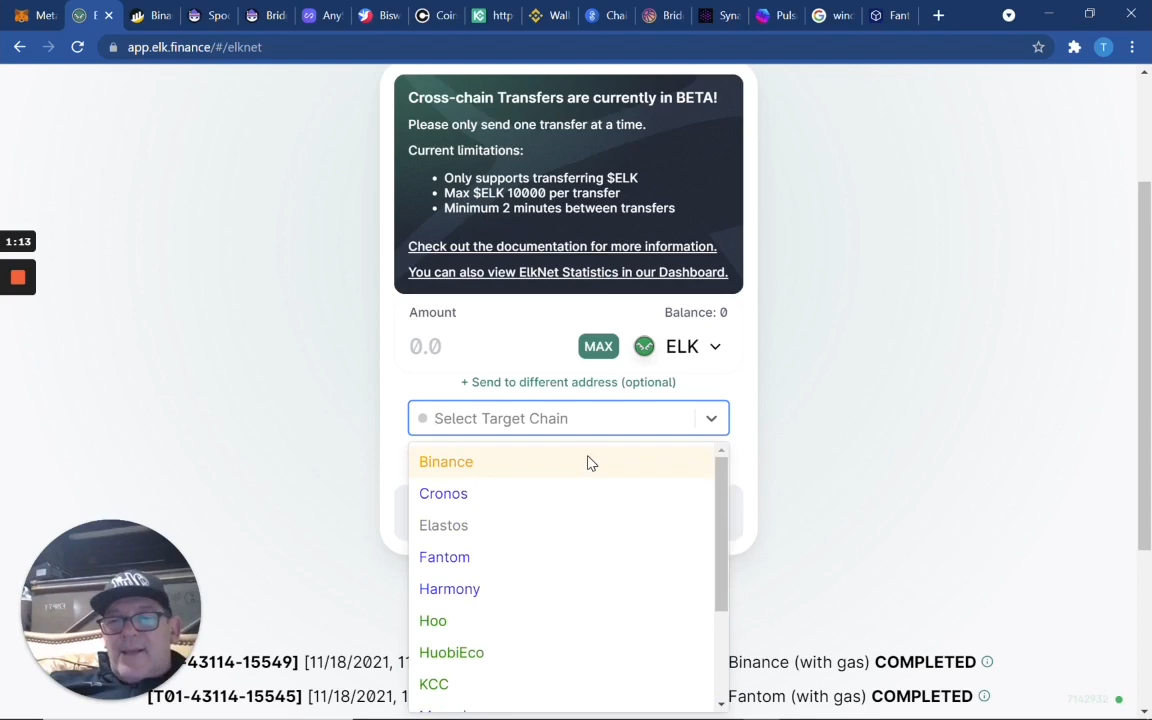 Meta
E
Bina
Spoo
Brid
Any
Bisw
Coin
http
Wall
Chai
Brid
Syna
Puls
wind
Fant
app.elk.finance/#/elknet
T
Cross-chain Transfers are currently in BETA!
Please only send one transfer at a time.
Current limitations:
• Only supports transferring $ELK
• Max $ELK 10000 per transfer
• Minimum 2 minutes between transfers
1:13
Check out the documentation for more information.
You can also view ElkNet Statistics in our Dashboard.
Amount Balance: 0
0.0 MAX ELK
+ Send to different address (optional)
Select Target Chain
Binance
Cronos
Elastos
Fantom
Harmony
Hoo
HuobiEco
KCC
-43114-15549] [11/18/2021, 11 Binance (with gas) COMPLETED
[T01-43114-15545] [11/18/2021, Fantom (with gas) COMPLETED
7142932